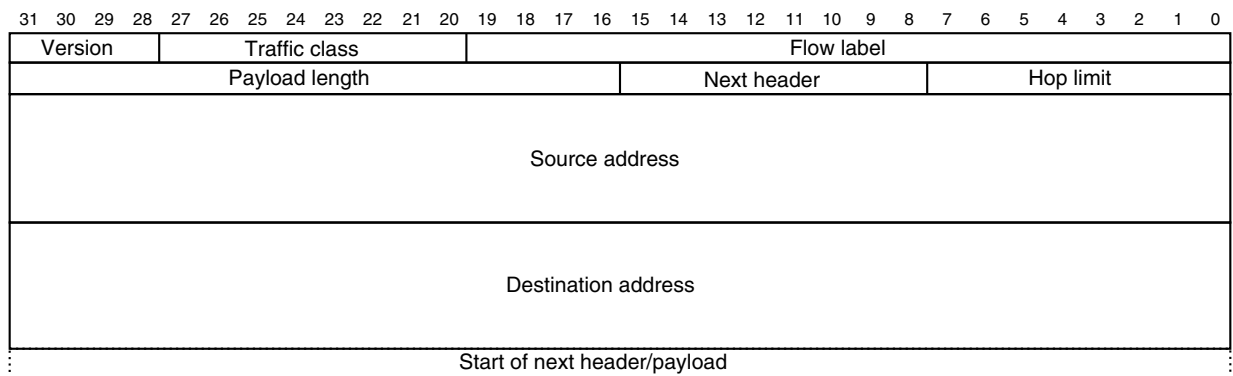 31 30 29 28 27 26 25 24 23 22 21 20 19 18 17 16 15 14 13 12 11 10 9 8 7 6 5 4 3 2 1 0
Version Traffic class Flow label
Payload length Next header Hop limit
Source address
Destination address
Start of next header/payload